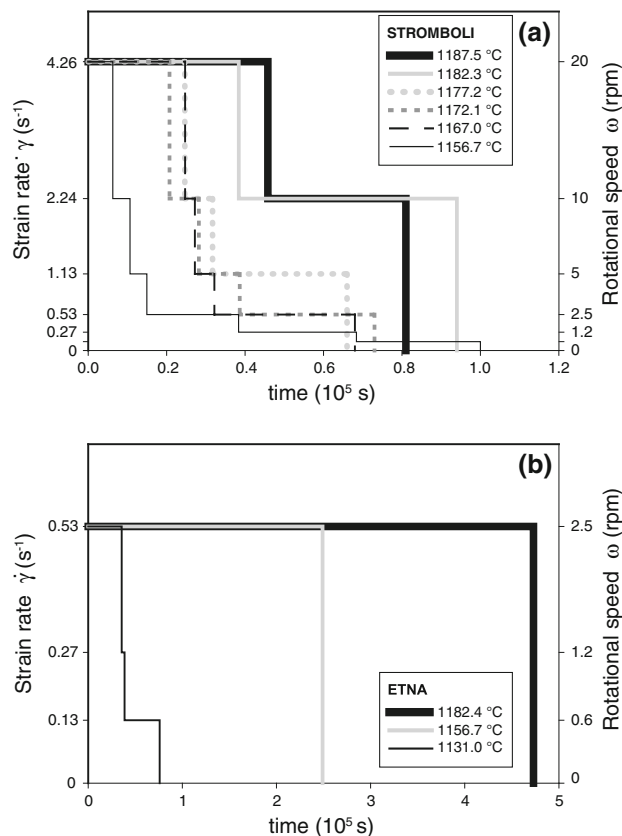 (a)
STROMBOLI
1187.5 °C
1182.3 °C
1177.2 °C
1172.1 °C
1167.0 °C
1156.7 °C
Strain rate γ̇ (s⁻¹)
4.26
2.24
1.13
0.53
0.27
0
Rotational speed ω (rpm)
20
10
5
2.5
1.2
0
0.0 0.2 0.4 0.6 0.8 1.0 1.2
time (10⁵ s)
(b)
Strain rate γ̇ (s⁻¹)
0.53
0.27
0.13
0
Rotational speed ω (rpm)
2.5
1.2
0.6
0
ETNA
1182.4 °C
1156.7 °C
1131.0 °C
0 1 2 3 4 5
time (10⁵ s)